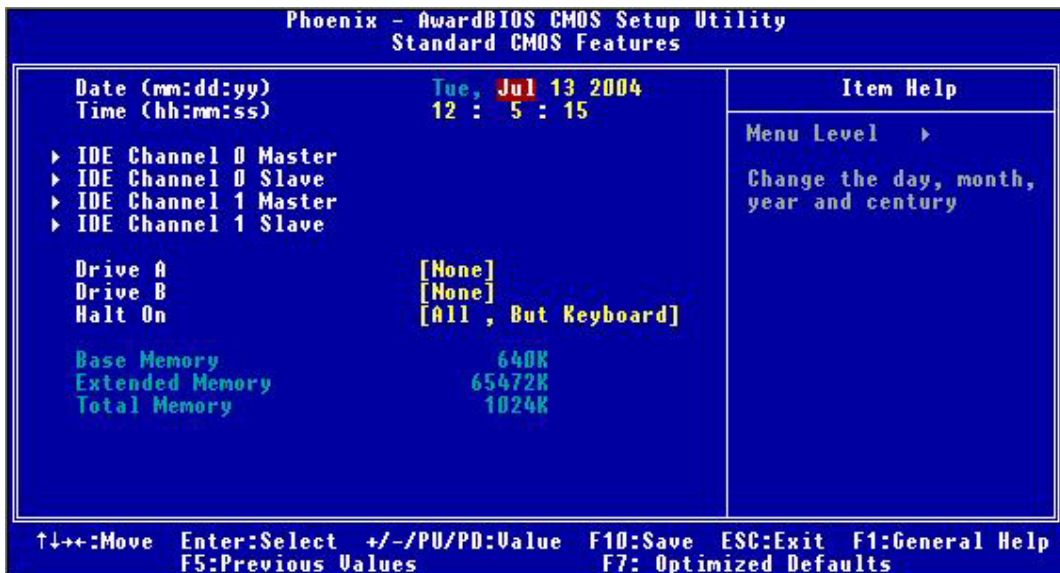 Phoenix - AwardBIOS CMOS Setup Utility
Standard CMOS Features
Date (mm:dd:yy) Tue, Jul 13 2004
Time (hh:mm:ss) 12 : 5 : 15
▸ IDE Channel 0 Master
▸ IDE Channel 0 Slave
▸ IDE Channel 1 Master
▸ IDE Channel 1 Slave
Drive A [None]
Drive B [None]
Halt On [All , But Keyboard]
Base Memory 640K
Extended Memory 65472K
Total Memory 1024K
Item Help
Menu Level ▸
Change the day, month,
year and century
↑↓→←:Move Enter:Select +/-/PU/PD:Value F10:Save ESC:Exit F1:General Help
F5:Previous Values F7: Optimized Defaults